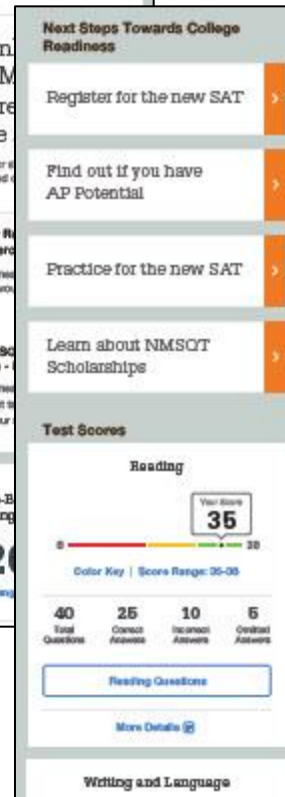 Next Steps Towards College
Readiness
Register for the new SAT
Find out if you have
AP Potential
Practice for the new SAT
Learn about NMSQT
Scholarships
Test Scores
Reading
Your Score
35
8 38
Color Key | Score Range: 35-38
40 25 10 5
Total Correct Incorrect Omitted
Questions Answers Answers Answers
Reading Questions
More Details
Writing and Language